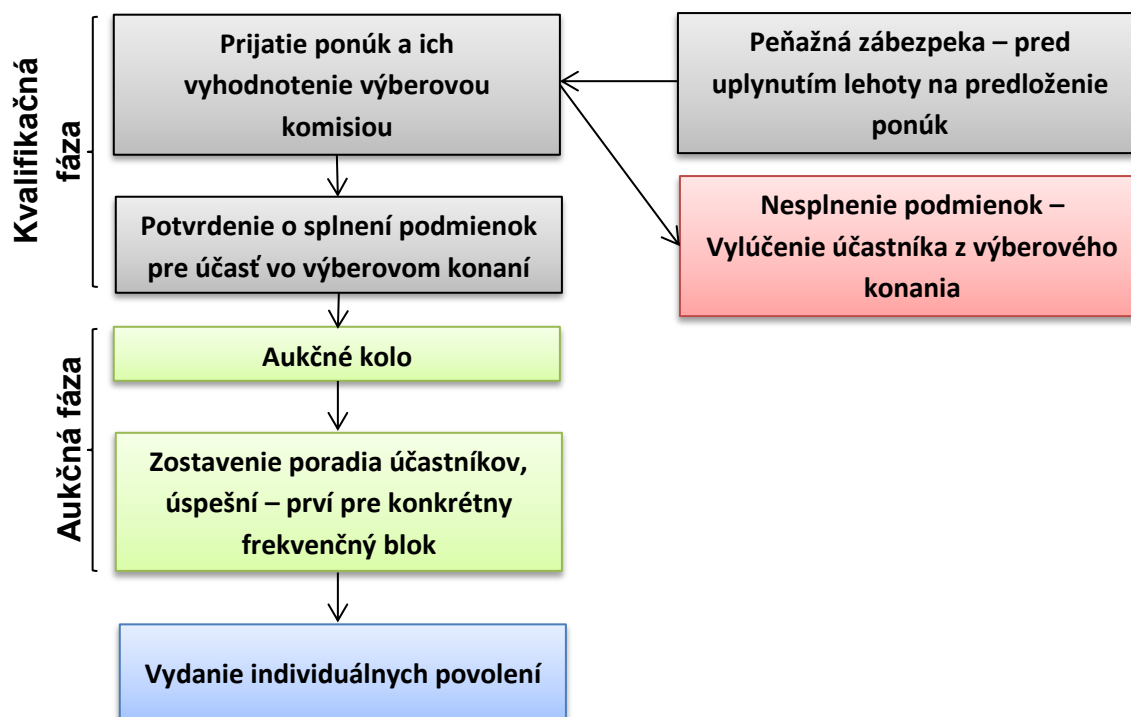 Kvalifikačná
fáza
Prijatie ponúk a ich
vyhodnotenie výberovou
komisiou
Peňažná zábezpeka – pred
uplynutím lehoty na predloženie
ponúk
Nesplnenie podmienok –
Vylúčenie účastníka z výberového
konania
Potvrdenie o splnení podmienok
pre účasť vo výberovom konaní
Aukčná fáza
Aukčné kolo
Zostavenie poradia účastníkov,
úspešní – prví pre konkrétny
frekvenčný blok
Vydanie individuálnych povolení